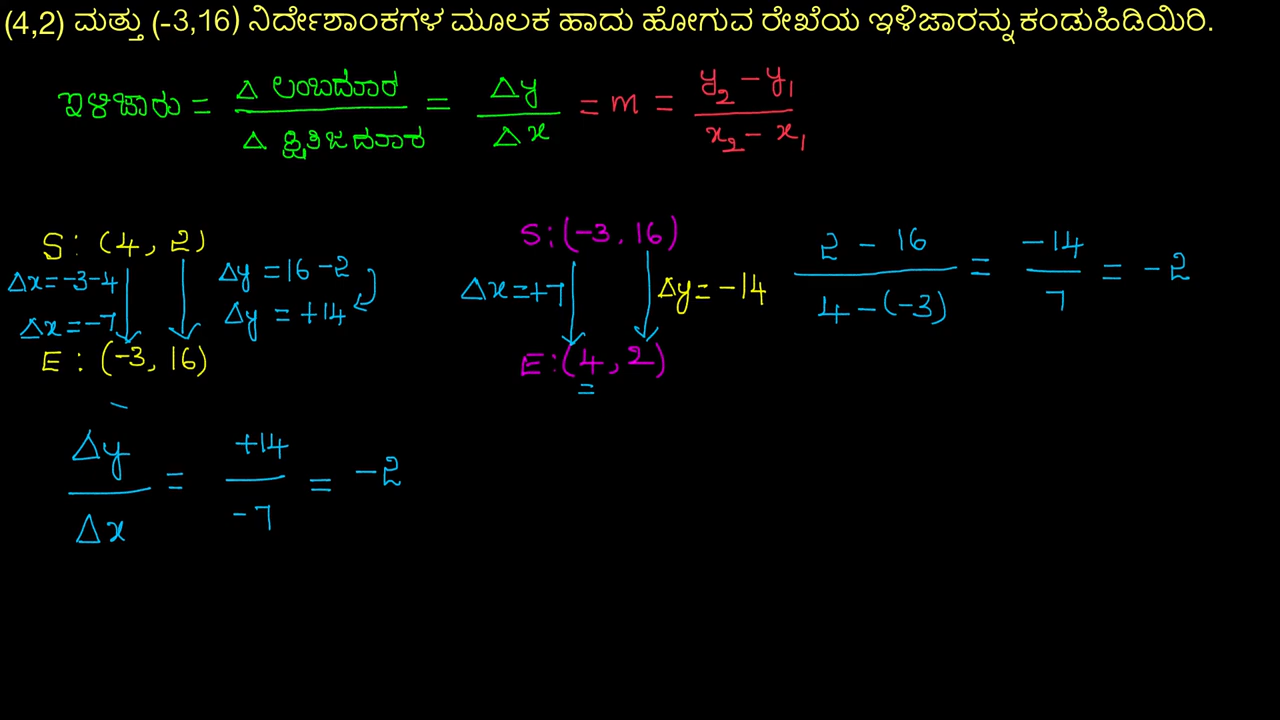 (4,2) ಮತ್ತು (-3,16) ನಿರ್ದೇಶಾಂಕಗಳ ಮೂಲಕ ಹಾದು ಹೋಗುವ ರೇಖೆಯ ಇಳಿಜಾರನ್ನು ಕಂಡುಹಿಡಿಯಿರಿ.
ಇಳಿಜಾರು = Δ ಲಂಬದೂರ / Δ ಕ್ಷಿತಿಜದೂರ = Δy / Δx = m = y₂ - y₁ / x₂ - x₁
S: (4, 2)
Δx = -3-4
Δx = -7
Δy = 16-2
Δy = +14
E : (-3, 16)
Δy / Δx = +14 / -7 = -2
S:(-3, 16)
Δx = +7
Δy = -14
E:(4, 2)
=
2 - 16 / 4 - (-3) = -14 / 7 = -2